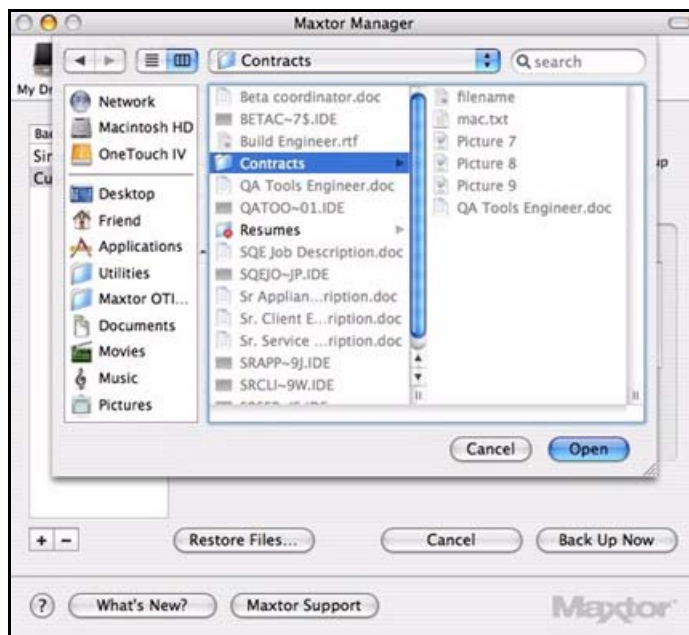 Maxtor Manager
Contracts
search
My Dr
Network
Macintosh HD
OneTouch IV
Desktop
Friend
Applications
Utilities
Maxtor OTI...
Documents
Movies
Music
Pictures
Beta coordinator.doc
BETAC~7$.IDE
Build Engineer.rtf
Contracts
QA Tools Engineer.doc
QATOO~01.IDE
Resumes
SQE Job Description.doc
SQEJO~JP.IDE
Sr Applian...ription.doc
Sr. Client E...ription.doc
Sr. Service ...ription.doc
SRAPP~9J.IDE
SRCLI~9W.IDE
filename
mac.txt
Picture 7
Picture 8
Picture 9
QA Tools Engineer.doc
Bac
Sir
Cu
up
Cancel
Open
+ −
Restore Files...
Cancel
Back Up Now
?
What's New?
Maxtor Support
Maxtor